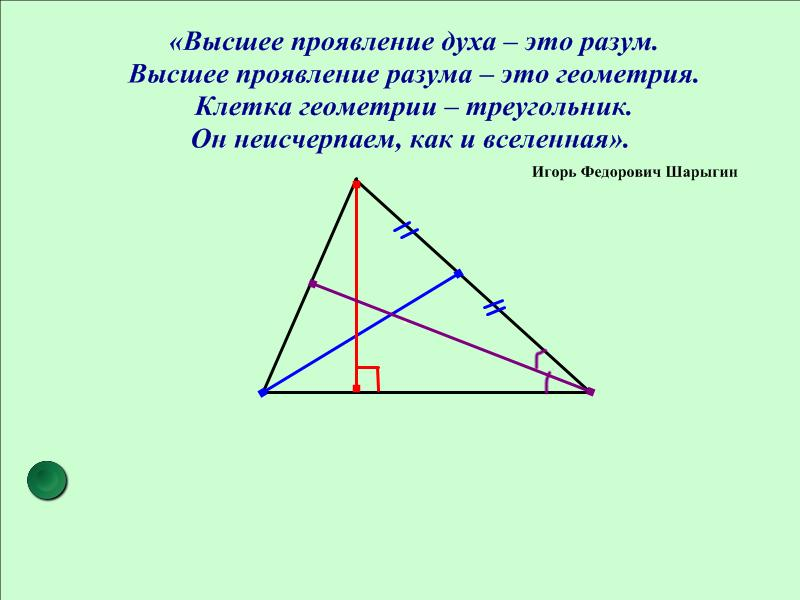 «Высшее проявление духа – это разум.
Высшее проявление разума – это геометрия.
Клетка геометрии – треугольник.
Он неисчерпаем, как и вселенная».
Игорь Федорович Шарыгин